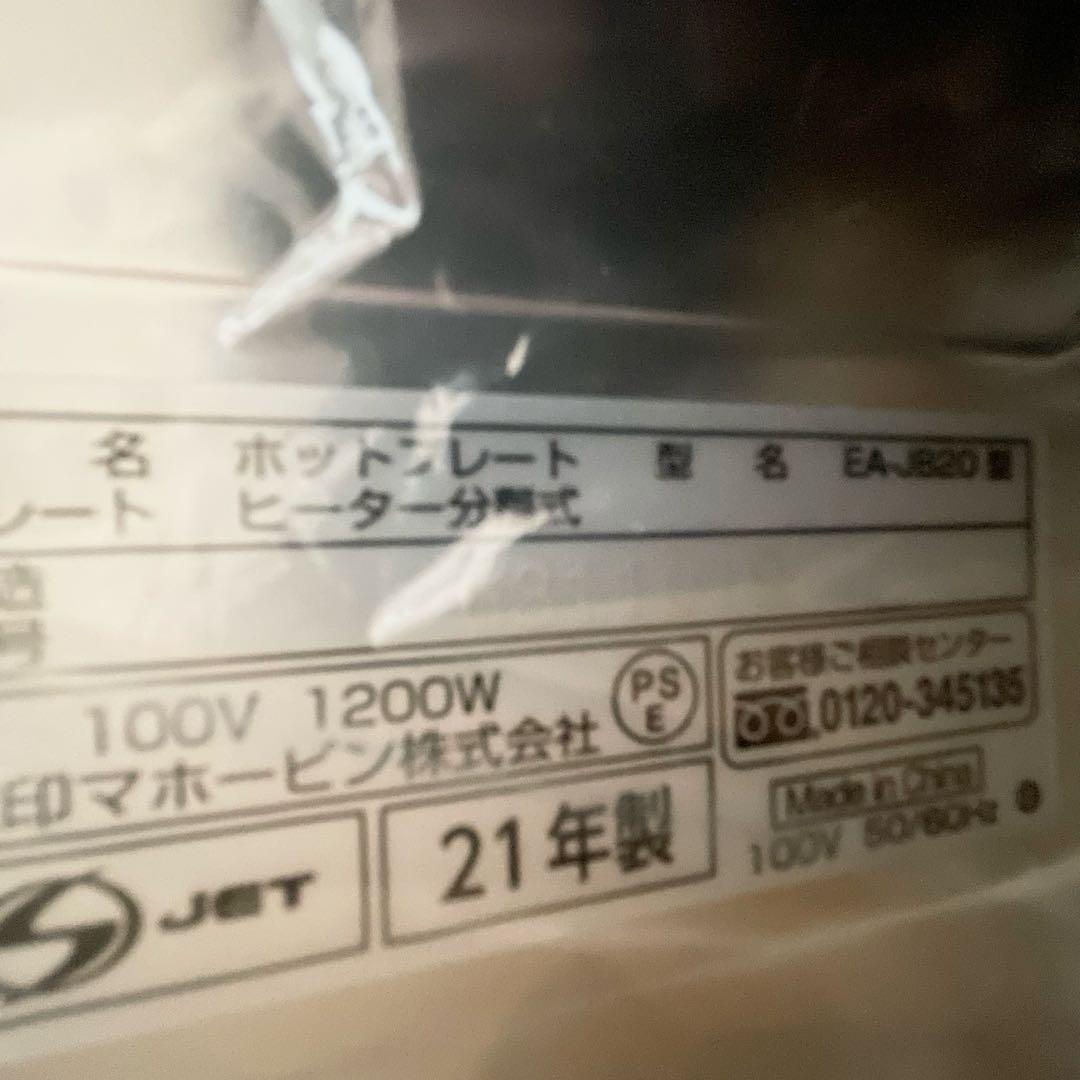 名 ホットプレート 型 名 EA-JB20型
レート ヒーター分離式
100V 1200W
PS
E
印マホービン株式会社
お客様ご相談センター
0120-345135
Made in China
100V 50/60Hz
JET
21年製